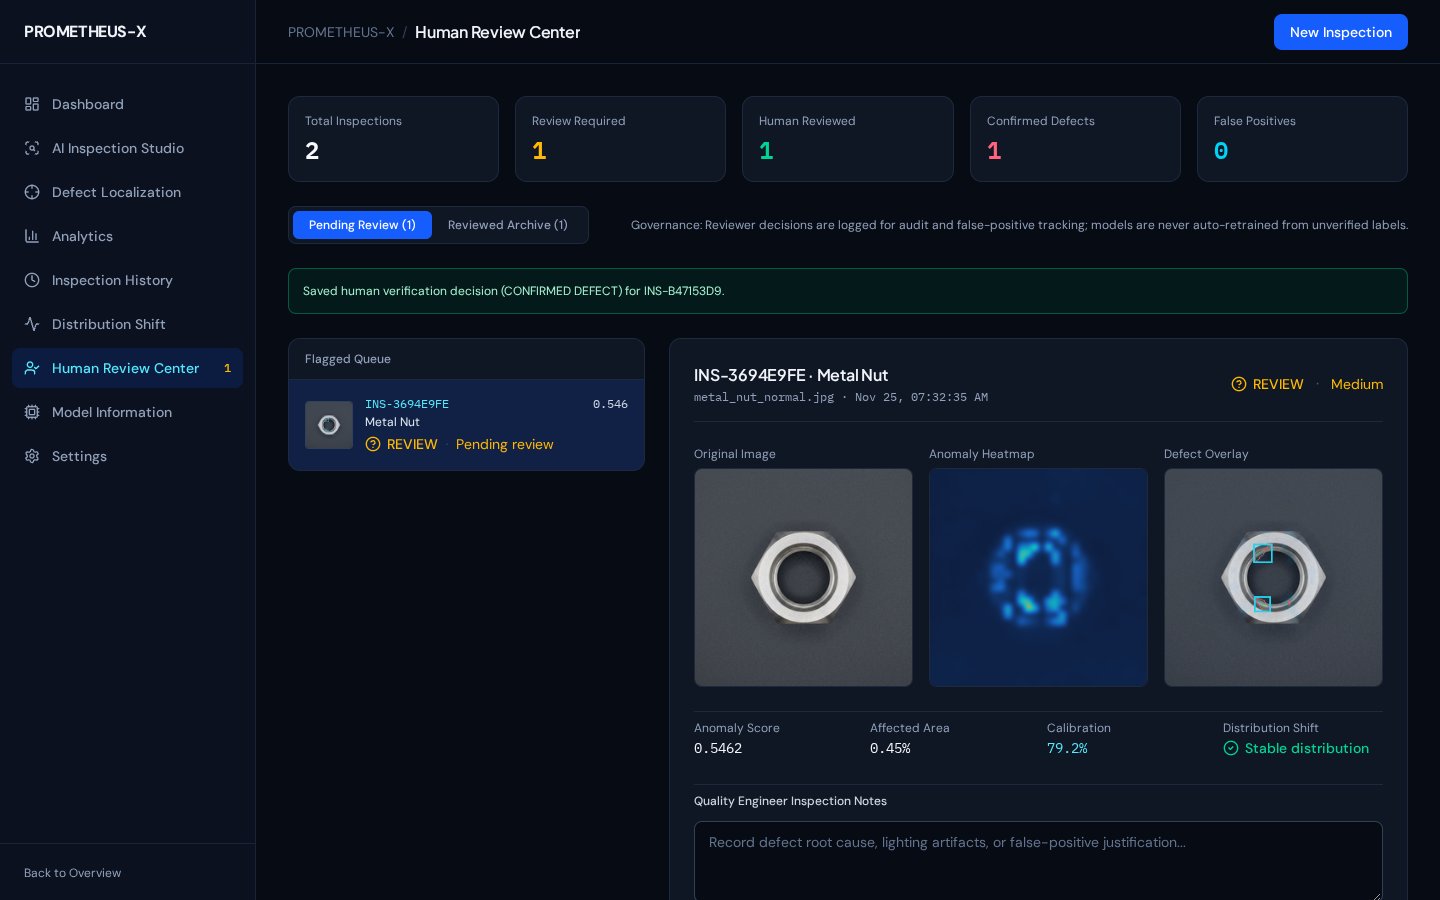 PROMETHEUS-X
PROMETHEUS-X / Human Review Center
New Inspection
Dashboard
AI Inspection Studio
Defect Localization
Analytics
Inspection History
Distribution Shift
Human Review Center 1
Model Information
Settings
Back to Overview
Total Inspections
2
Review Required
1
Human Reviewed
1
Confirmed Defects
1
False Positives
0
Pending Review (1)
Reviewed Archive (1)
Governance: Reviewer decisions are logged for audit and false-positive tracking; models are never auto-retrained from unverified labels.
Saved human verification decision (CONFIRMED DEFECT) for INS-B47153D9.
Flagged Queue
INS-3694E9FE 0.546
Metal Nut
REVIEW · Pending review
INS-3694E9FE · Metal Nut
metal_nut_normal.jpg · Nov 25, 07:32:35 AM
REVIEW · Medium
Original Image
Anomaly Heatmap
Defect Overlay
Anomaly Score
0.5462
Affected Area
0.45%
Calibration
79.2%
Distribution Shift
Stable distribution
Quality Engineer Inspection Notes
Record defect root cause, lighting artifacts, or false-positive justification...